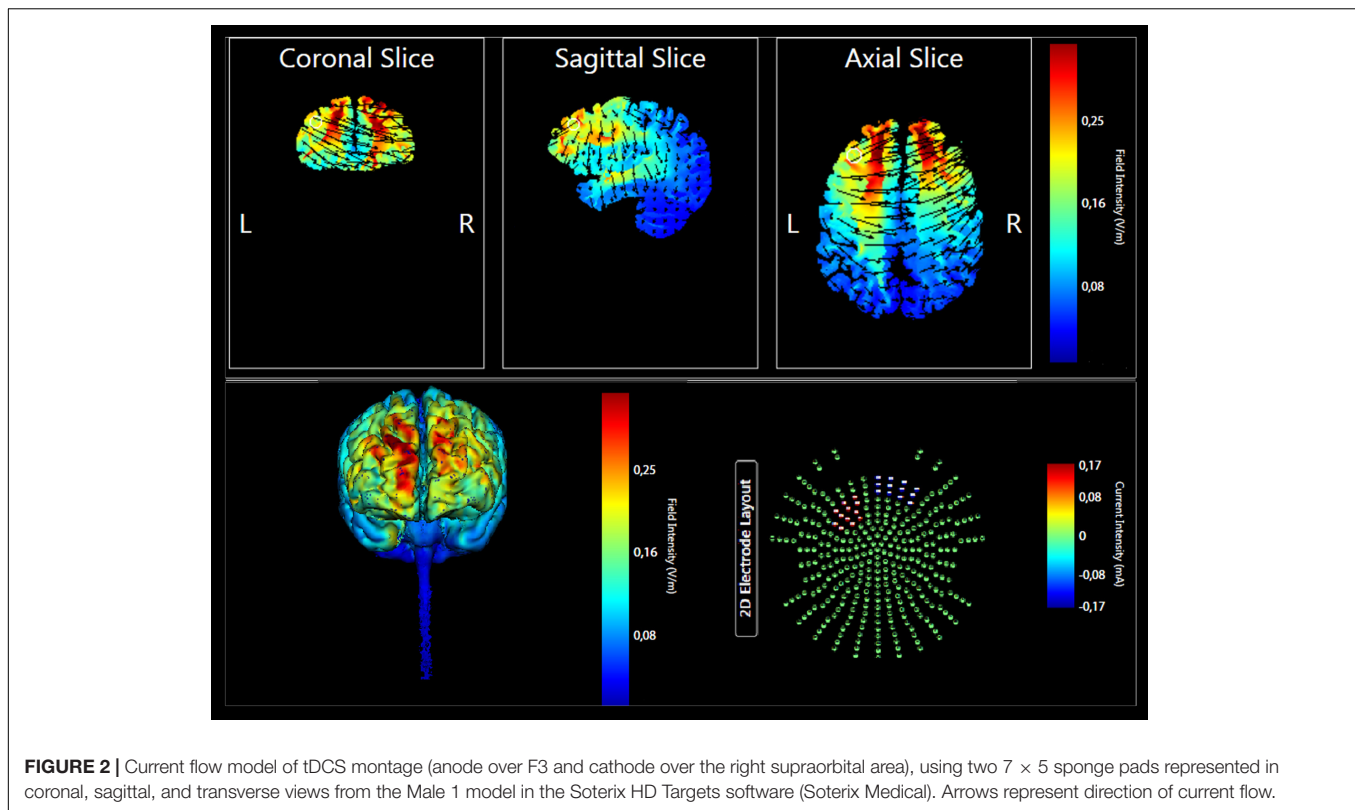 Coronal Slice
Sagittal Slice
Axial Slice
L
R
L
R
0,25
0,16
0,08
Field Intensity (V/m)
0,25
0,16
0,08
Field Intensity (V/m)
2D Electrode Layout
0,17
0,08
0
-0,08
-0,17
Current Intensity (mA)
FIGURE 2 | Current flow model of tDCS montage (anode over F3 and cathode over the right supraorbital area), using two 7 × 5 sponge pads represented in
coronal, sagittal, and transverse views from the Male 1 model in the Soterix HD Targets software (Soterix Medical). Arrows represent direction of current flow.